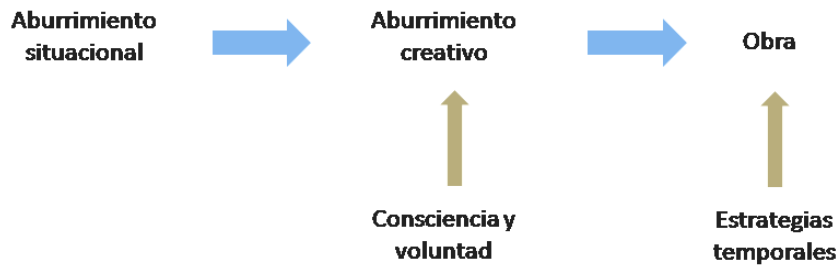 Aburrimiento
situacional
Aburrimiento
creativo
Obra
Consciencia y
voluntad
Estrategias
temporales